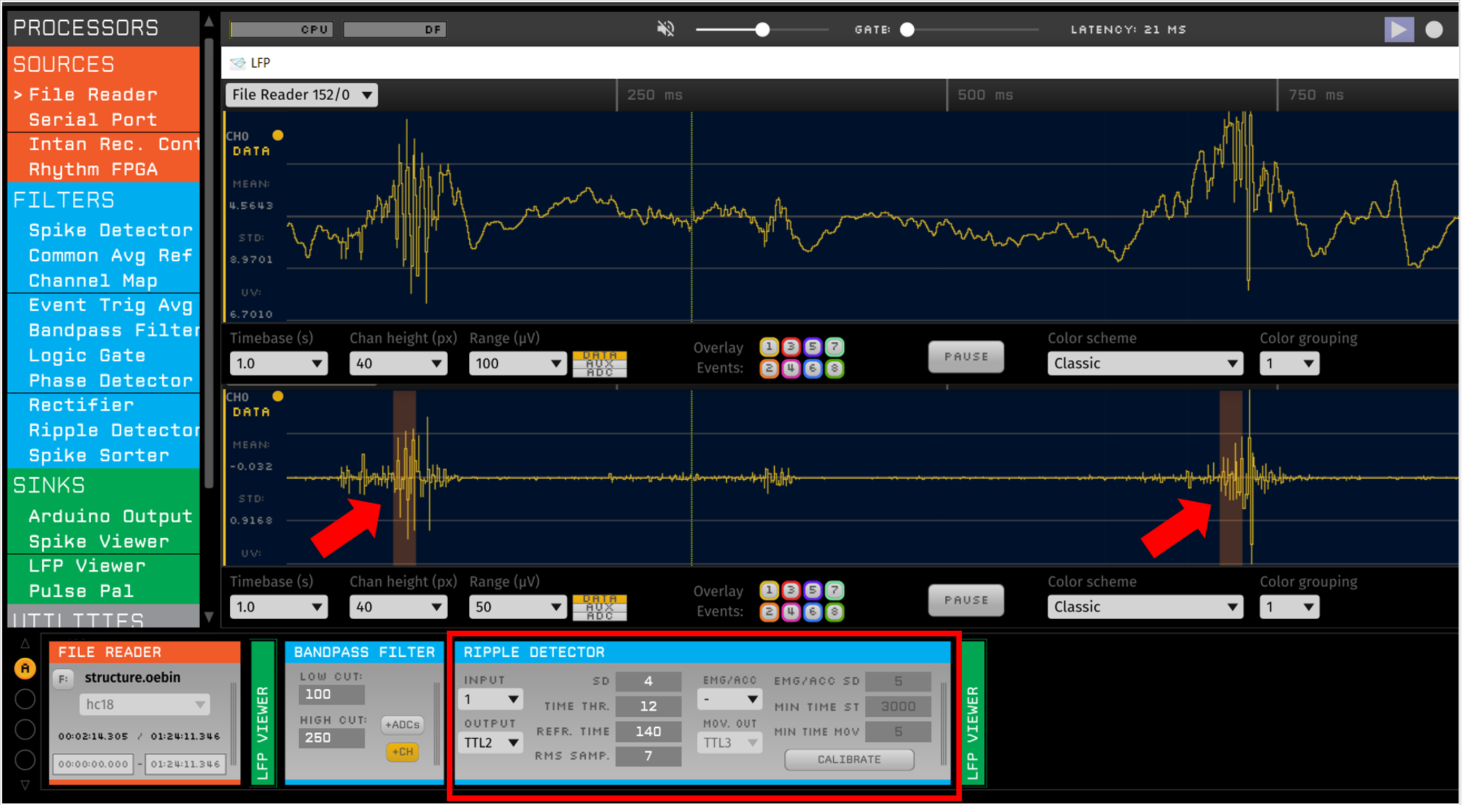 PROCESSORS
SOURCES
> File Reader
Serial Port
Intan Rec. Cont
Rhythm FPGA
FILTERS
Spike Detector
Common Avg Ref
Channel Map
Event Trig Avg
Bandpass Filter
Logic Gate
Phase Detector
Rectifier
Ripple Detector
Spike Sorter
SINKS
Arduino Output
Spike Viewer
LFP Viewer
Pulse Pal
UTILITIES
CPU DF GATE: LATENCY: 21 MS
LFP
File Reader 152/0 250 ms 500 ms 750 ms
CH0
DATA
MEAN:
4.5643
STD:
8.9701
UV:
6.7010
Timebase (s) Chan height (px) Range (µV) Color scheme Color grouping
1.0 40 100 DATA AUX ADC Overlay Events: 1 3 5 7 2 4 6 8 PAUSE Classic 1
CH0
DATA
MEAN:
-0.032
STD:
0.9168
UV:
Timebase (s) Chan height (px) Range (µV) Color scheme Color grouping
1.0 40 50 DATA AUX ADC Overlay Events: 1 3 5 7 2 4 6 8 PAUSE Classic 1
A
FILE READER
F: structure.oebin
hc18
00:02:14.305 / 01:24:11.346
00:00:00.000 - 01:24:11.346
LFP VIEWER
BANDPASS FILTER
LOW CUT:
100
HIGH CUT:
250
+ADCs
+CH
RIPPLE DETECTOR
INPUT
1
OUTPUT
TTL2
SD 4
TIME THR. 12
REFR. TIME 140
RMS SAMP. 7
EMG/ACC
-
MOV. OUT
TTL3
EMG/ACC SD 5
MIN TIME ST 3000
MIN TIME MOV 5
CALIBRATE
LFP VIEWER